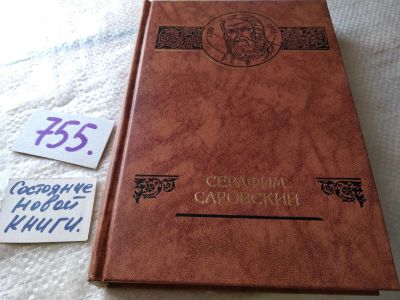 755.
Состояние
новой
книги.
СЕРАФИМ
САРОВСКИЙ